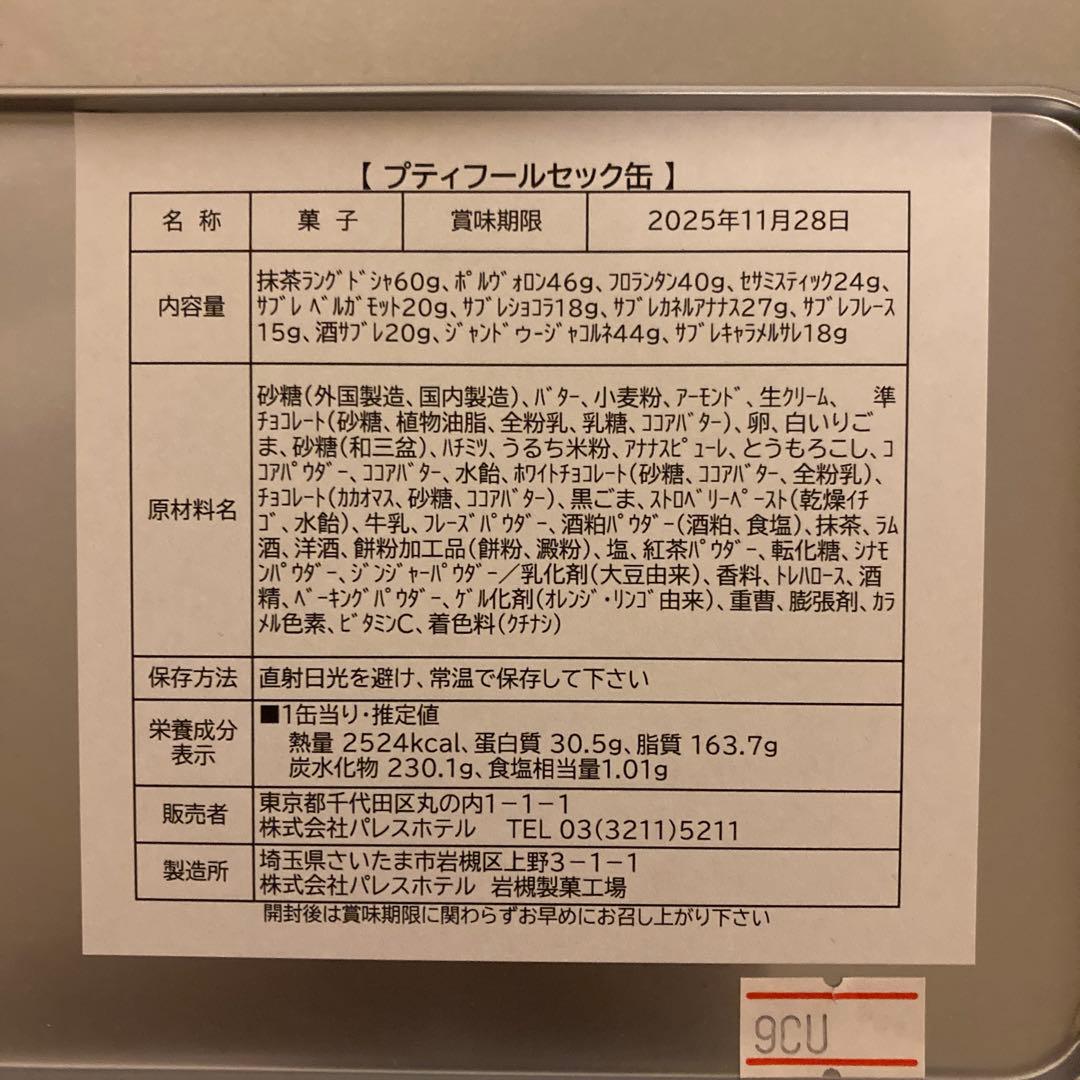 【 プティフールセック缶 】
名 称 菓 子 賞味期限 2025年11月28日
内容量
抹茶ﾗﾝｸﾞﾄﾞｼｬ60g、ﾎﾟﾙｳﾞｫﾛﾝ46g、ﾌﾛﾗﾝﾀﾝ40g、ｾｻﾐｽﾃｨｯｸ24g、
ｻﾌﾞﾚ ﾍﾞﾙｶﾞﾓｯﾄ20g、ｻﾌﾞﾚｼｮｺﾗ18g、ｻﾌﾞﾚｶﾈﾙｱﾅﾅｽ27g、ｻﾌﾞﾚﾌﾚｰｽ
15g、酒ｻﾌﾞﾚ20g、ｼﾞｬﾝﾄﾞｩｰｼﾞｬｺﾙﾈ44g、ｻﾌﾞﾚｷｬﾗﾒﾙｻﾚ18g
原材料名
砂糖(外国製造、国内製造)、ﾊﾞﾀｰ、小麦粉、ｱｰﾓﾝﾄﾞ、生ｸﾘｰﾑ、 準
ﾁｮｺﾚｰﾄ(砂糖、植物油脂、全粉乳、乳糖、ｺｺｱﾊﾞﾀｰ)、卵、白いりご
ま、砂糖(和三盆)、ﾊﾁﾐﾂ、うるち米粉、ｱﾅﾅｽﾋﾟｭｰﾚ、とうもろこし、ｺ
ｺｱﾊﾟｳﾀﾞｰ、ｺｺｱﾊﾞﾀｰ、水飴、ﾎﾜｲﾄﾁｮｺﾚｰﾄ(砂糖、ｺｺｱﾊﾞﾀｰ、全粉乳)、
ﾁｮｺﾚｰﾄ(ｶｶｵﾏｽ、砂糖、ｺｺｱﾊﾞﾀｰ)、黒ごま、ｽﾄﾛﾍﾞﾘｰﾍﾟｰｽﾄ(乾燥ｲﾁ
ｺﾞ、水飴)、牛乳、ﾌﾚｰｽﾞﾊﾟｳﾀﾞｰ、酒粕ﾊﾟｳﾀﾞｰ(酒粕、食塩)、抹茶、ﾗﾑ
酒、洋酒、餅粉加工品(餅粉、澱粉)、塩、紅茶ﾊﾟｳﾀﾞｰ、転化糖、ｼﾅﾓ
ﾝﾊﾟｳﾀﾞｰ、ｼﾞﾝｼﾞｬｰﾊﾟｳﾀﾞｰ／乳化剤(大豆由来)、香料、ﾄﾚﾊﾛｰｽ、酒
精、ﾍﾞｰｷﾝｸﾞﾊﾟｳﾀﾞｰ、ｹﾞﾙ化剤(ｵﾚﾝｼﾞ・ﾘﾝｺﾞ由来)、重曹、膨張剤、ｶﾗ
ﾒﾙ色素、ﾋﾞﾀﾐﾝC、着色料(ｸﾁﾅｼ)
保存方法 直射日光を避け、常温で保存して下さい
栄養成分
表示
■1缶当り・推定値
熱量 2524kcal、蛋白質 30.5g、脂質 163.7g
炭水化物 230.1g、食塩相当量1.01g
販売者
東京都千代田区丸の内1－1－1
株式会社パレスホテル TEL 03(3211)5211
製造所
埼玉県さいたま市岩槻区上野3－1－1
株式会社パレスホテル 岩槻製菓工場
開封後は賞味期限に関わらずお早めにお召し上がり下さい
9CU